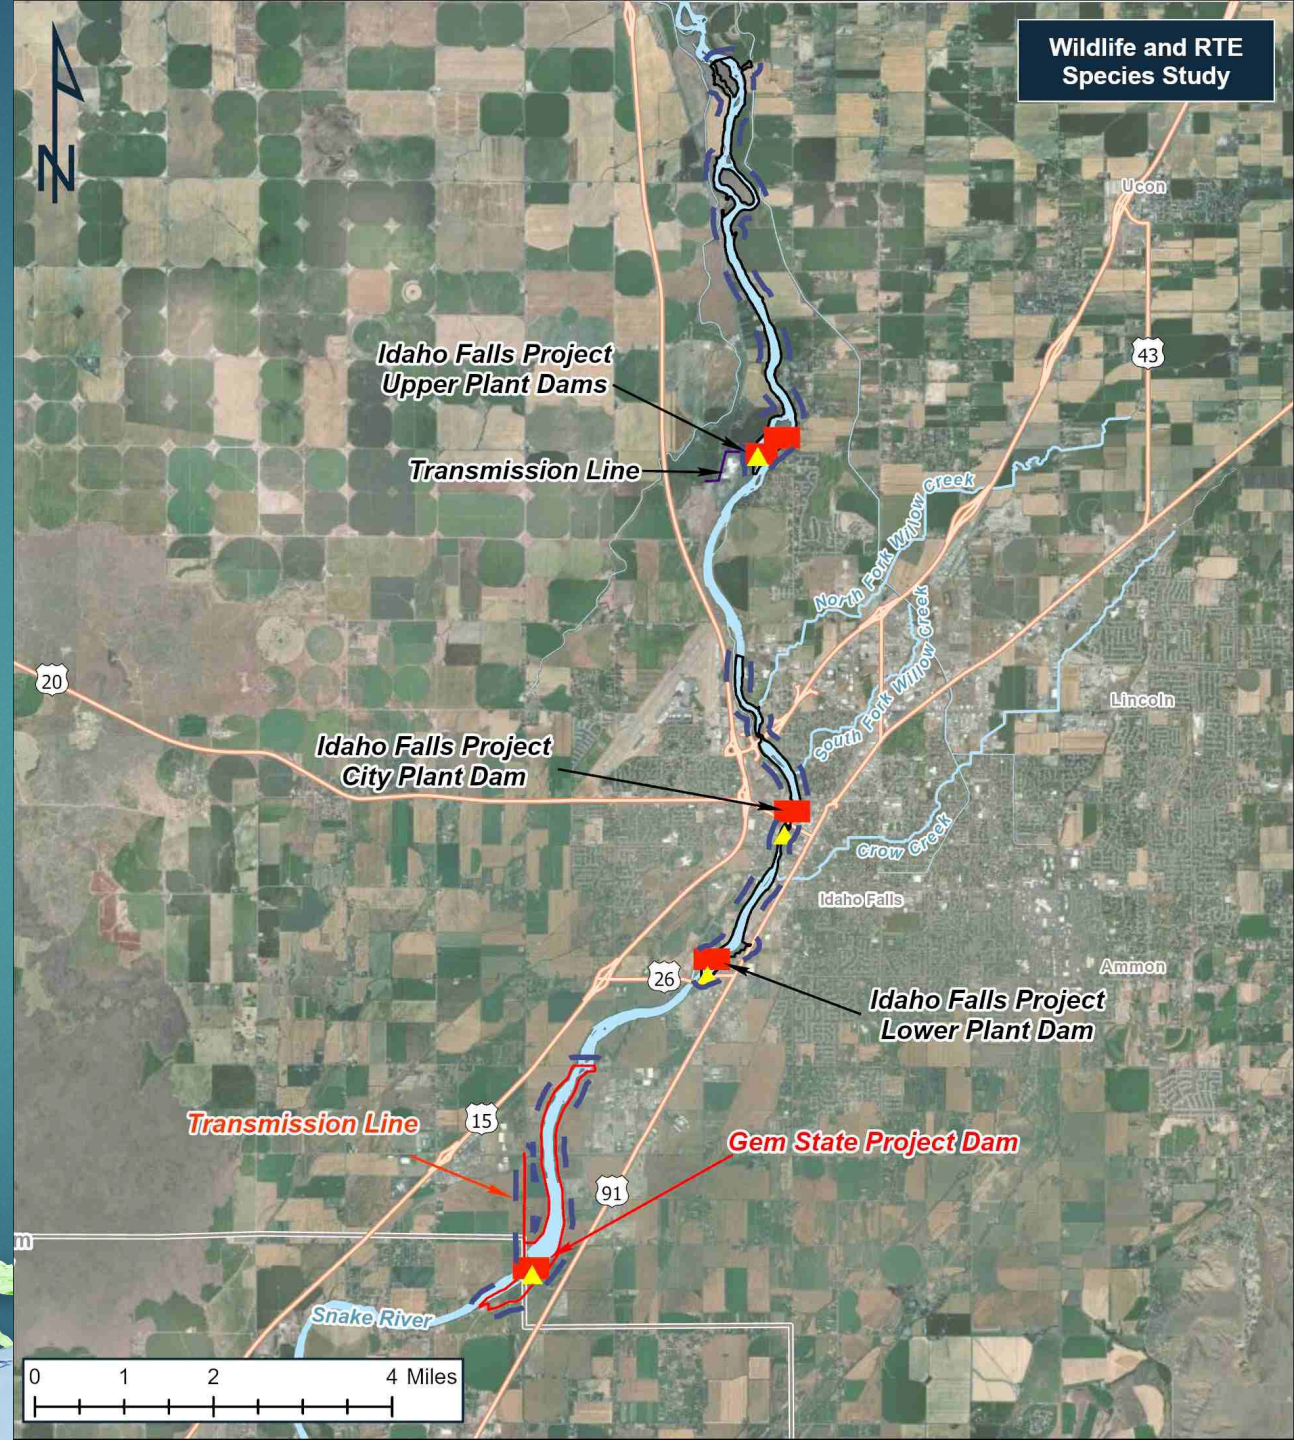 Wildlife and RTE
Species Study
N
Ucon
43
Idaho Falls Project
Upper Plant Dams
Transmission Line
North Fork Willow Creek
South Fork Willow Creek
20
Lincoln
Idaho Falls Project
City Plant Dam
Crow Creek
Idaho Falls
Ammon
26
Idaho Falls Project
Lower Plant Dam
Transmission Line
15
Gem State Project Dam
91
m
Snake River
0 1 2 4 Miles